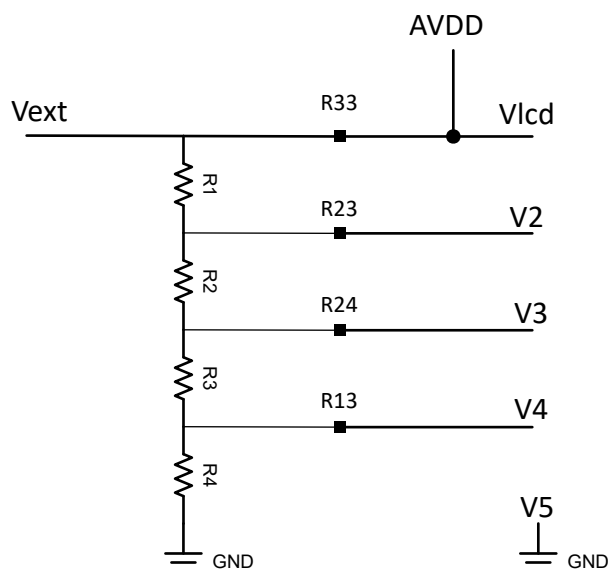 AVDD
R33
Vext
Vlcd
R1
R23
V2
R2
R24
V3
R3
R13
V4
R4
V5
GND
GND